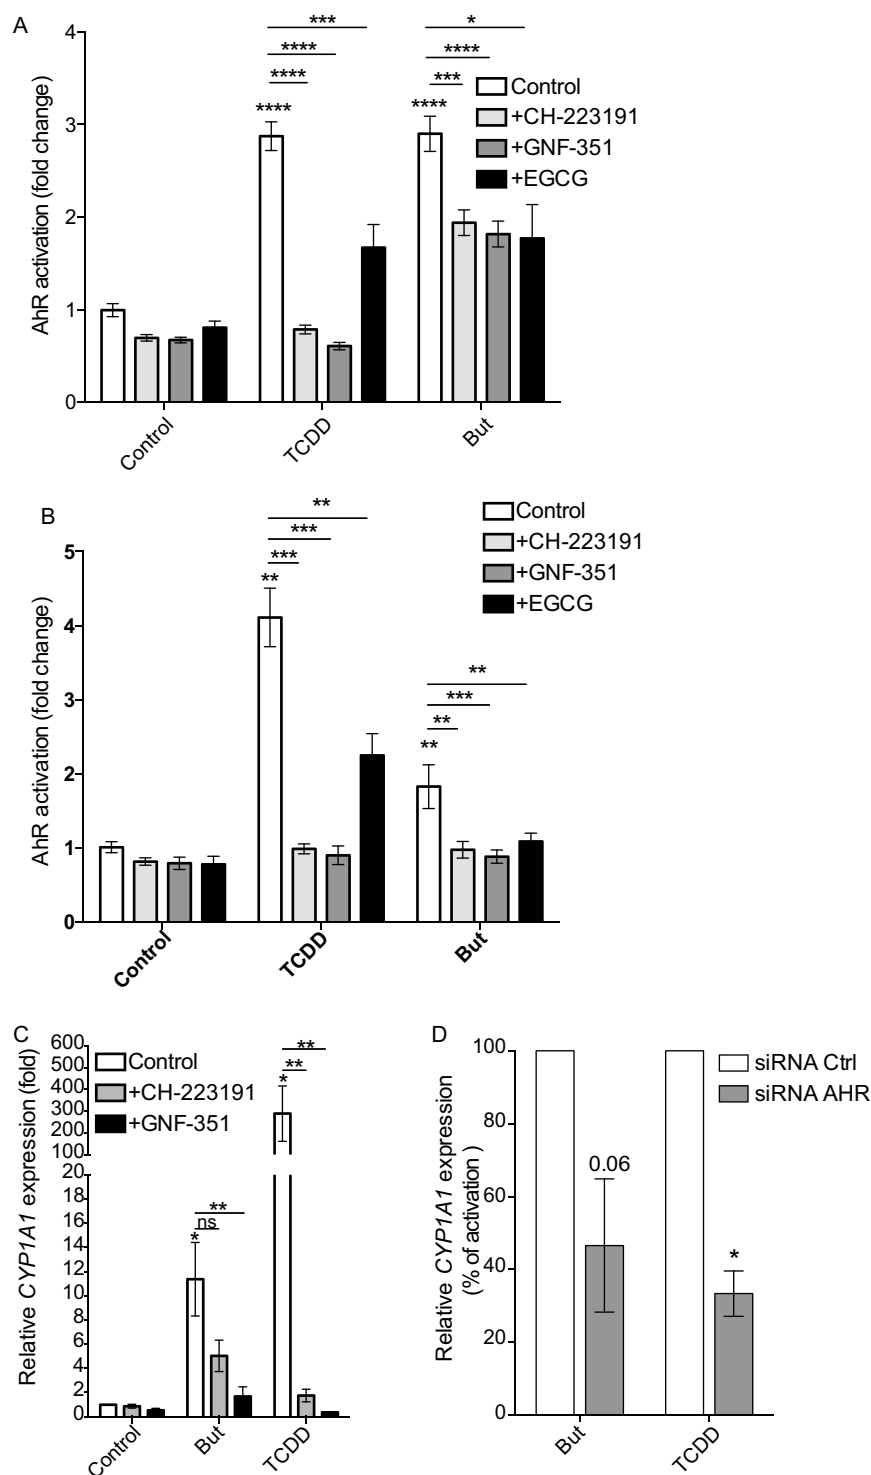 A
AhR activation (fold change)
4
3
2
1
0
***
****
****
****
*
****
***
****
Control
+CH-223191
+GNF-351
+EGCG
Control
TCDD
But
B
AhR activation (fold change)
5
4
3
2
1
0
**
***
***
**
**
***
**
**
Control
+CH-223191
+GNF-351
+EGCG
Control
TCDD
But
C
Relative CYP1A1 expression (fold)
600
500
400
300
200
100
20
18
16
14
12
10
8
6
4
2
0
Control
+CH-223191
+GNF-351
**
ns
*
**
**
*
Control
But
TCDD
D
Relative CYP1A1 expression
(% of activation )
100
80
60
40
20
0
siRNA Ctrl
siRNA AHR
0.06
*
But
TCDD